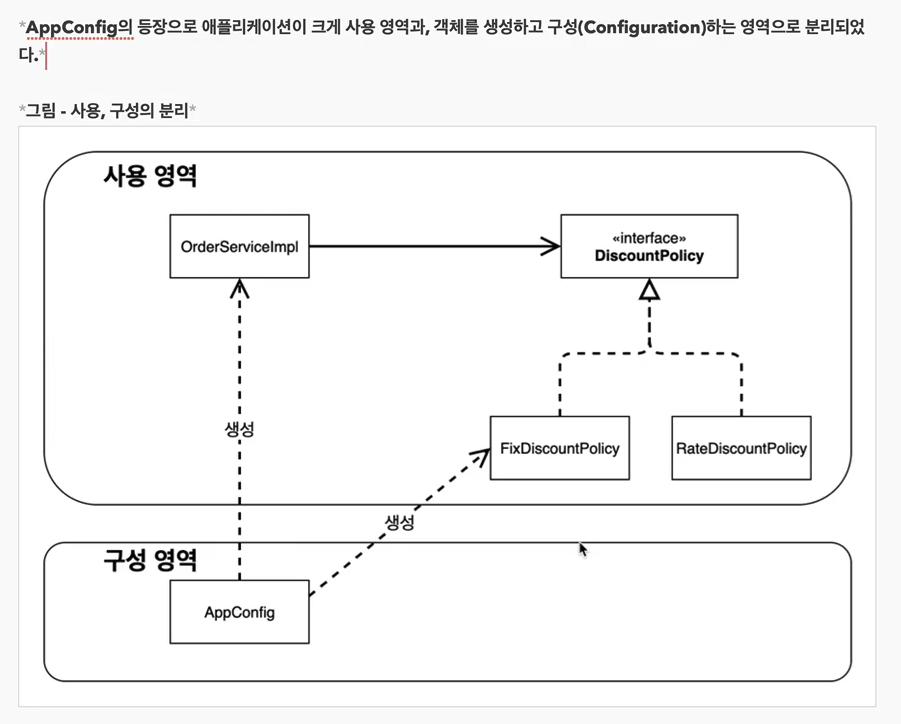 *AppConfig의 등장으로 애플리케이션이 크게 사용 영역과, 객체를 생성하고 구성(Configuration)하는 영역으로 분리되었
다.*
*그림 - 사용, 구성의 분리*
사용 영역
OrderServiceImpl
«interface»
DiscountPolicy
생성
FixDiscountPolicy
RateDiscountPolicy
생성
구성 영역
AppConfig